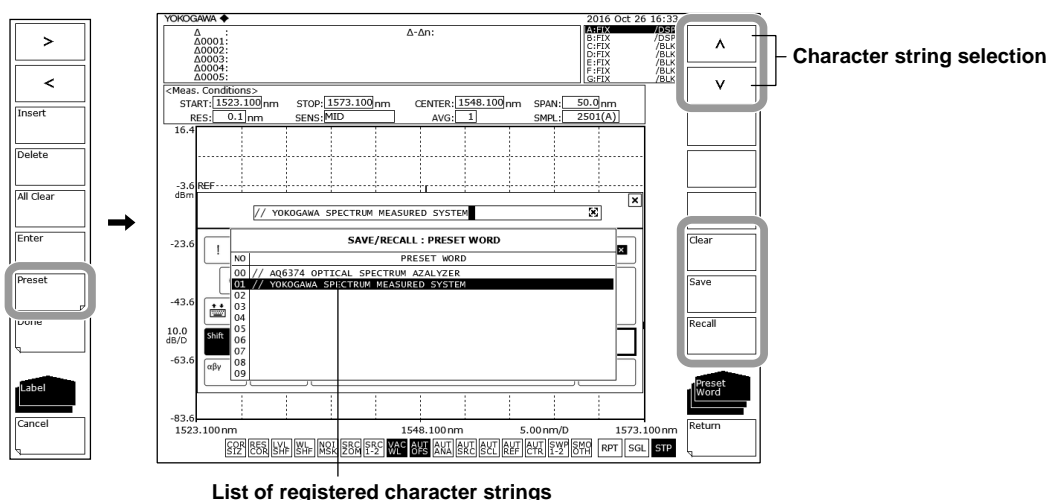 >
<
Insert
Delete
All Clear
Enter
Preset
Done
Label
Cancel
YOKOGAWA ◆
2016 Oct 26 16:33
Δ :
Δ0001:
Δ0002:
Δ0003:
Δ0004:
Δ0005:
Δ-Δn:
A:FIX /DSP
B:FIX /DSP
C:FIX /BLK
D:FIX /BLK
E:FIX /BLK
F:FIX /BLK
G:FIX /BLK
<Meas. Conditions>
START: 1523.100 nm STOP: 1573.100 nm CENTER: 1548.100 nm SPAN: 50.0 nm
RES: 0.1 nm SENS: MID AVG: 1 SMPL: 2501(A)
16.4
-3.6 REF
dBm
// YOKOGAWA SPECTRUM MEASURED SYSTEM
-23.6
!
SAVE/RECALL : PRESET WORD
NO PRESET WORD
00 // AQ6374 OPTICAL SPECTRUM AZALYZER
01 // YOKOGAWA SPECTRUM MEASURED SYSTEM
02
03
04
05
06
07
08
09
-43.6
10.0
dB/D
Shift
-63.6
αβγ
-83.6
1523.100 nm 1548.100 nm 5.00 nm/D 1573.100 nm
COR SIZ RES COR LVL SHF WL SHF NOI MSK SRC ZOM SRC 1-2 VAC WL AUT OFS AUT ANA AUT SRC AUT SCL AUT REF AUT CTR SWP 1-2 SMO OTH RPT SGL STP
∧
∨
Character string selection
Clear
Save
Recall
Preset
Word
Return
List of registered character strings